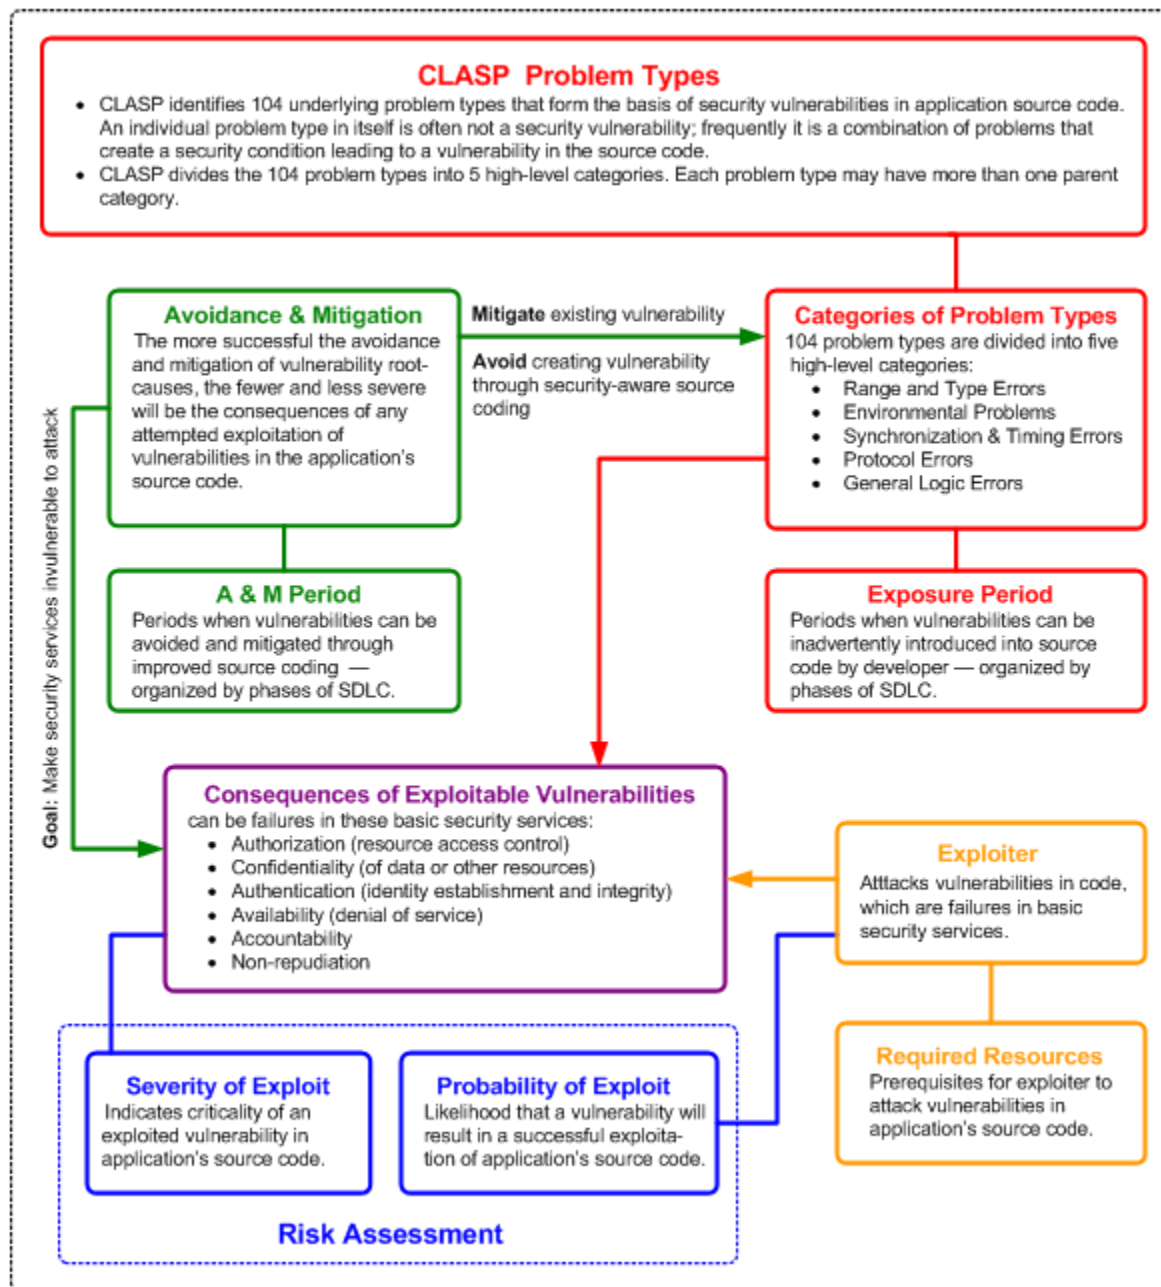 CLASP Problem Types
• CLASP identifies 104 underlying problem types that form the basis of security vulnerabilities in application source code.
An individual problem type in itself is often not a security vulnerability; frequently it is a combination of problems that
create a security condition leading to a vulnerability in the source code.
• CLASP divides the 104 problem types into 5 high-level categories. Each problem type may have more than one parent
category.
Avoidance & Mitigation
The more successful the avoidance
and mitigation of vulnerability root-
causes, the fewer and less severe
will be the consequences of any
attempted exploitation of
vulnerabilities in the application's
source code.
Mitigate existing vulnerability
Avoid creating vulnerability
through security-aware source
coding
Categories of Problem Types
104 problem types are divided into five
high-level categories:
• Range and Type Errors
• Environmental Problems
• Synchronization & Timing Errors
• Protocol Errors
• General Logic Errors
Goal: Make security services invulnerable to attack
A & M Period
Periods when vulnerabilities can be
avoided and mitigated through
improved source coding —
organized by phases of SDLC.
Exposure Period
Periods when vulnerabilities can be
inadvertently introduced into source
code by developer — organized by
phases of SDLC.
Consequences of Exploitable Vulnerabilities
can be failures in these basic security services:
• Authorization (resource access control)
• Confidentiality (of data or other resources)
• Authentication (identity establishment and integrity)
• Availability (denial of service)
• Accountability
• Non-repudiation
Exploiter
Atttacks vulnerabilities in code,
which are failures in basic
security services.
Severity of Exploit
Indicates criticality of an
exploited vulnerability in
application's source code.
Probability of Exploit
Likelihood that a vulnerability will
result in a successful exploita-
tion of application's source code.
Required Resources
Prerequisites for exploiter to
attack vulnerabilities in
application's source code.
Risk Assessment